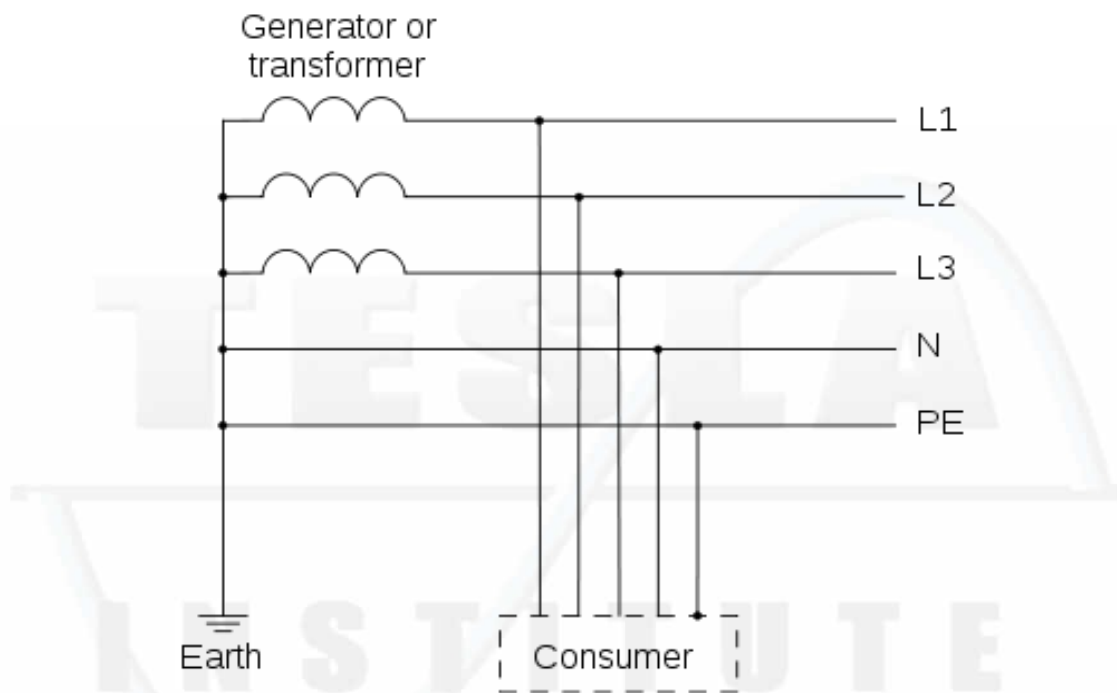 Generator or
transformer
L1
L2
L3
N
PE
TESLA
INSTITUTE
Earth
Consumer